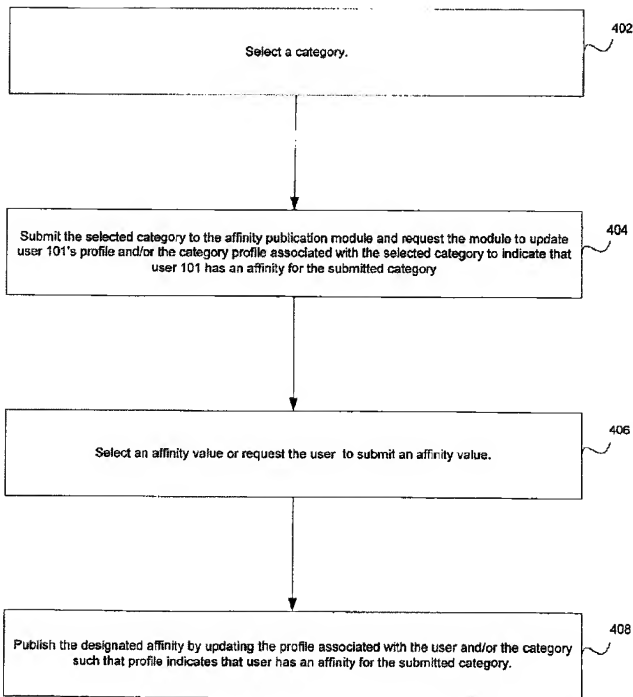 402
Select a category.
404
Submit the selected category to the affinity publication module and request the module to update
user 101's profile and/or the category profile associated with the selected category to indicate that
user 101 has an affinity for the submitted category
406
Select an affinity value or request the user to submit an affinity value.
408
Publish the designated affinity by updating the profile associated with the user and/or the category
such that profile indicates that user has an affinity for the submitted category.